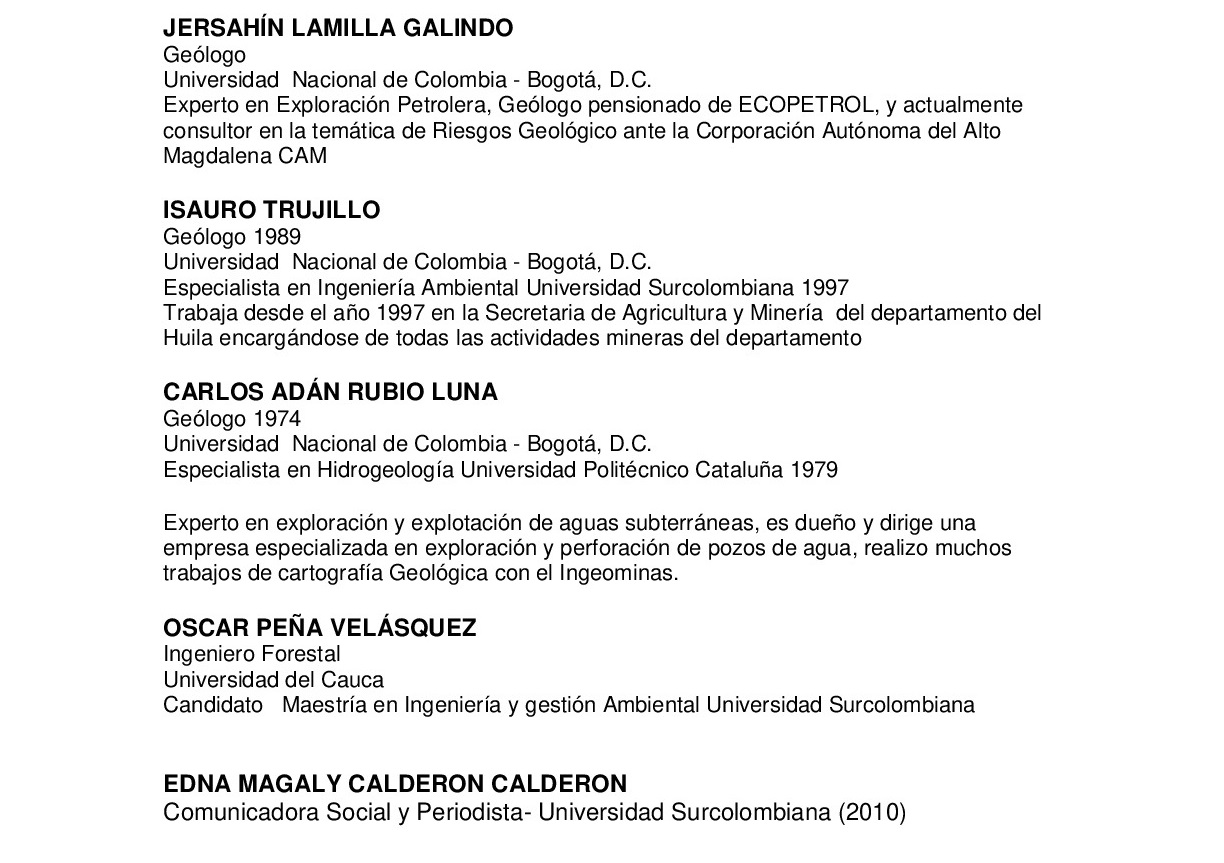 JERSAHÍN LAMILLA GALINDO
Geólogo
Universidad  Nacional de Colombia - Bogotá, D.C.
Experto en Exploración Petrolera, Geólogo pensionado de ECOPETROL, y actualmente
consultor en la temática de Riesgos Geológico ante la Corporación Autónoma del Alto
Magdalena CAM
ISAURO TRUJILLO
Geólogo 1989
Universidad  Nacional de Colombia - Bogotá, D.C.
Especialista en Ingeniería Ambiental Universidad Surcolombiana 1997
Trabaja desde el año 1997 en la Secretaria de Agricultura y Minería  del departamento del
Huila encargándose de todas las actividades mineras del departamento
CARLOS ADÁN RUBIO LUNA
Geólogo 1974
Universidad  Nacional de Colombia - Bogotá, D.C.
Especialista en Hidrogeología Universidad Politécnico Cataluña 1979
Experto en exploración y explotación de aguas subterráneas, es dueño y dirige una
empresa especializada en exploración y perforación de pozos de agua, realizo muchos
trabajos de cartografía Geológica con el Ingeominas.
OSCAR PEÑA VELÁSQUEZ
Ingeniero Forestal
Universidad del Cauca
Candidato   Maestría en Ingeniería y gestión Ambiental Universidad Surcolombiana
EDNA MAGALY CALDERON CALDERON
Comunicadora Social y Periodista- Universidad Surcolombiana (2010)